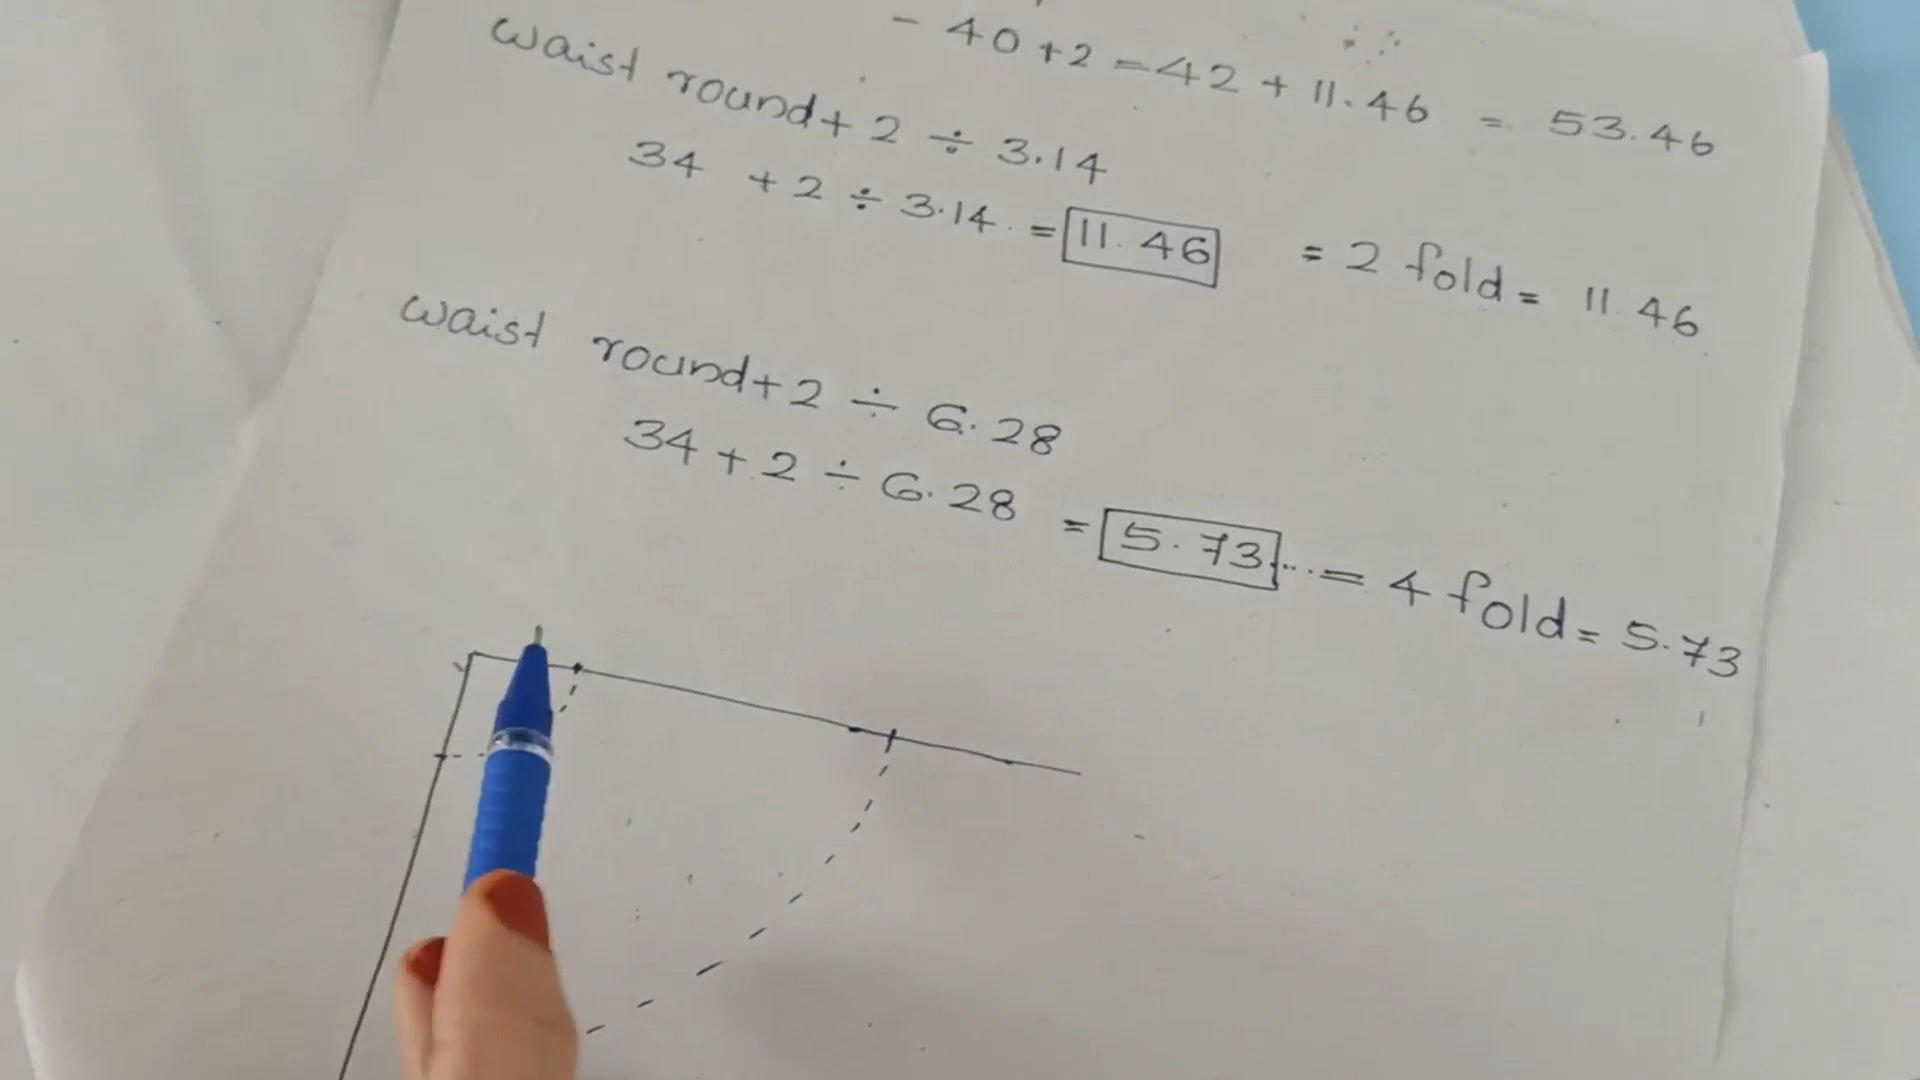 - 40 +2 = 42 + 11.46 = 53.46
waist round + 2 ÷ 3.14
34 + 2 ÷ 3.14 = 11.46 = 2 fold = 11.46
waist round + 2 ÷ 6.28
34 + 2 ÷ 6.28 = 5.73 ... = 4 fold = 5.73